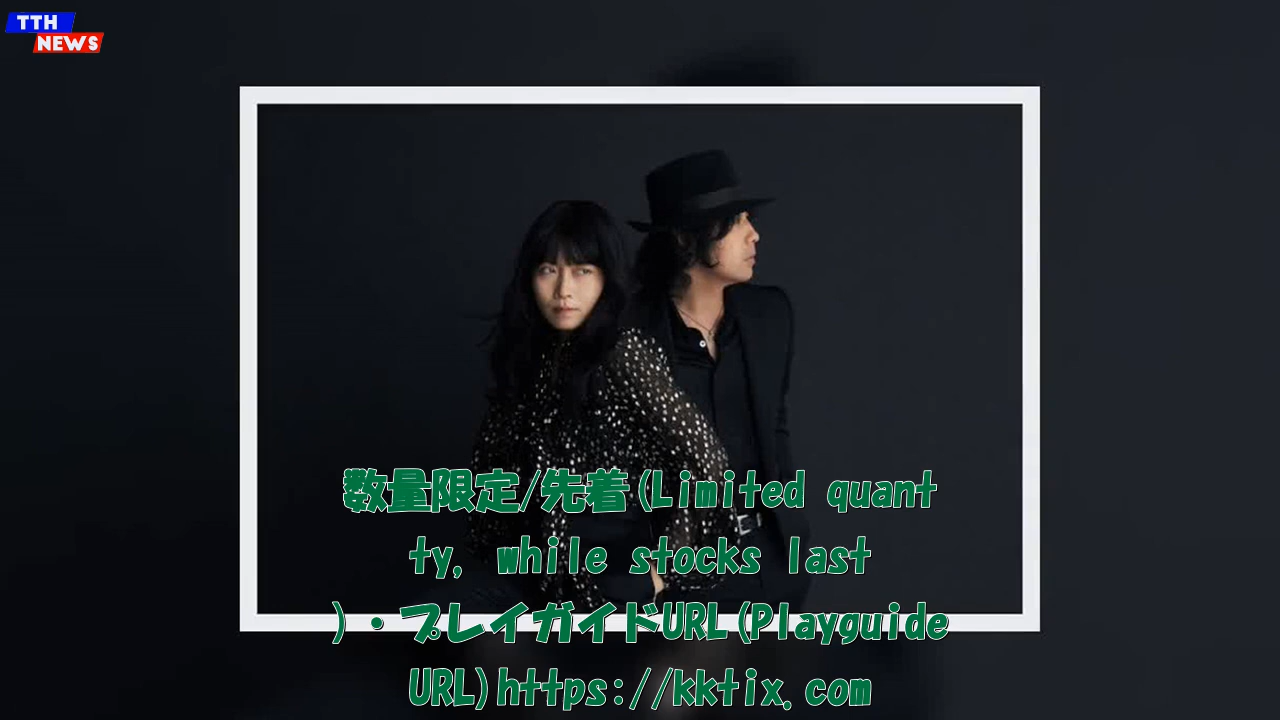 TTH
NEWS
数量限定/先着(Limited quant
ty, while stocks last
)・プレイガイドURL(Playguide
URL)https://kktix.com